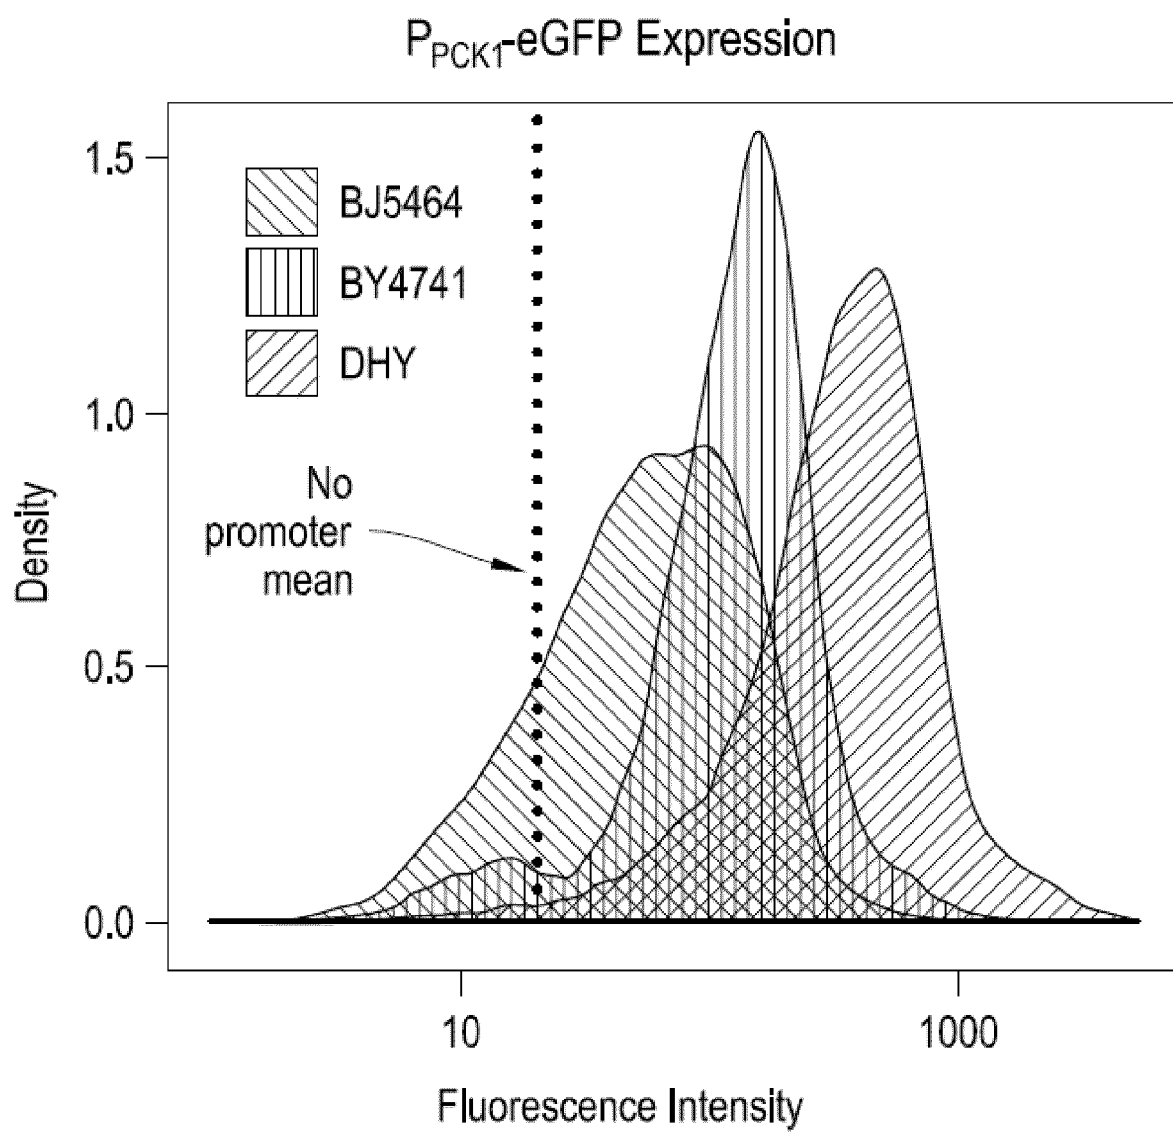 P_PCK1-eGFP Expression
1.5
BJ5464
BY4741
DHY
1.0
No
promoter
mean
Density
0.5
0.0
10
1000
Fluorescence Intensity